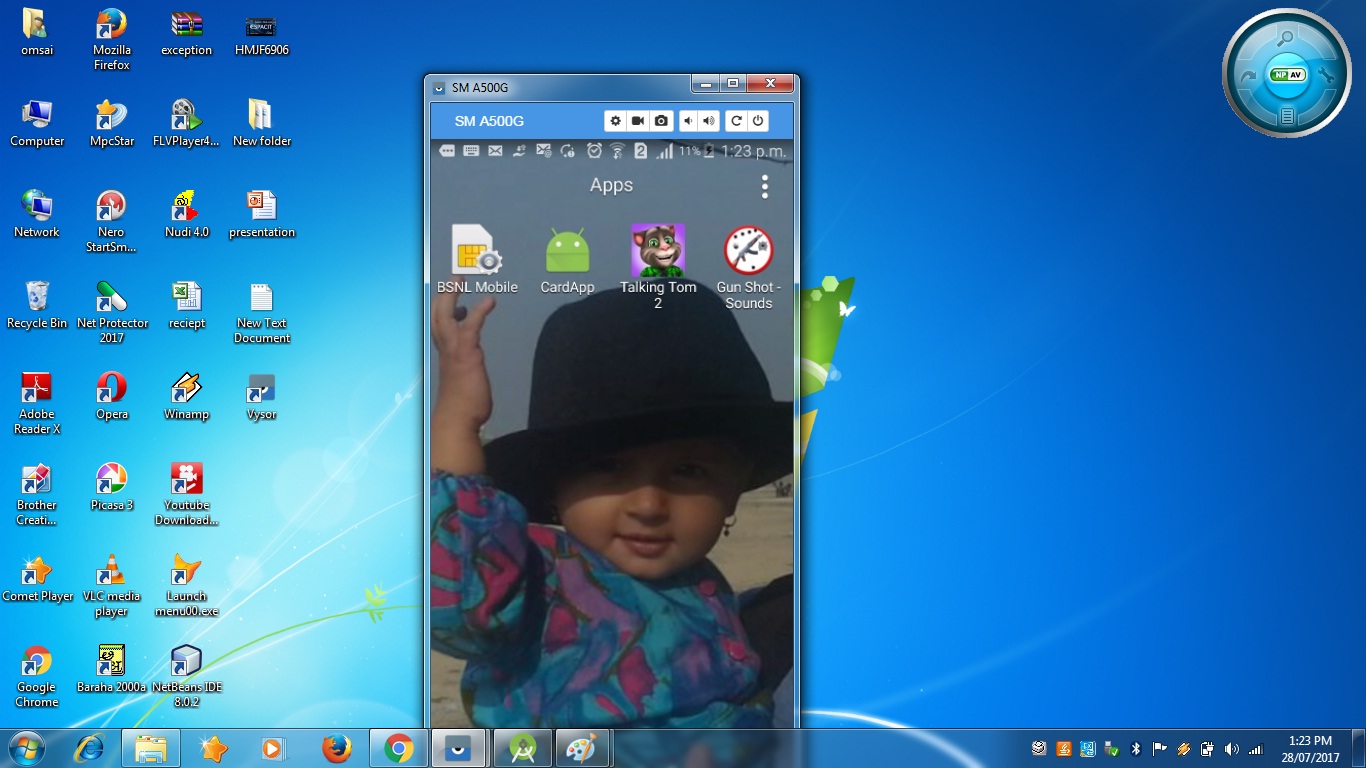 omsai
Mozilla
Firefox
exception
HMJF6906
Computer
MpcStar
FLVPlayer4...
New folder
Network
Nero
StartSm...
Nudi 4.0
presentation
Recycle Bin
Net Protector
2017
reciept
New Text
Document
Adobe
Reader X
Opera
Winamp
Vysor
Brother
Creati...
Picasa 3
Youtube
Download...
Comet Player
VLC media
player
Launch
menu00.exe
Google
Chrome
Baraha 2000a
NetBeans IDE
8.0.2
SM A500G
SM A500G
2 11% 1:23 p.m.
Apps
BSNL Mobile
CardApp
Talking Tom
2
Gun Shot -
Sounds
NP AV
1:23 PM
28/07/2017